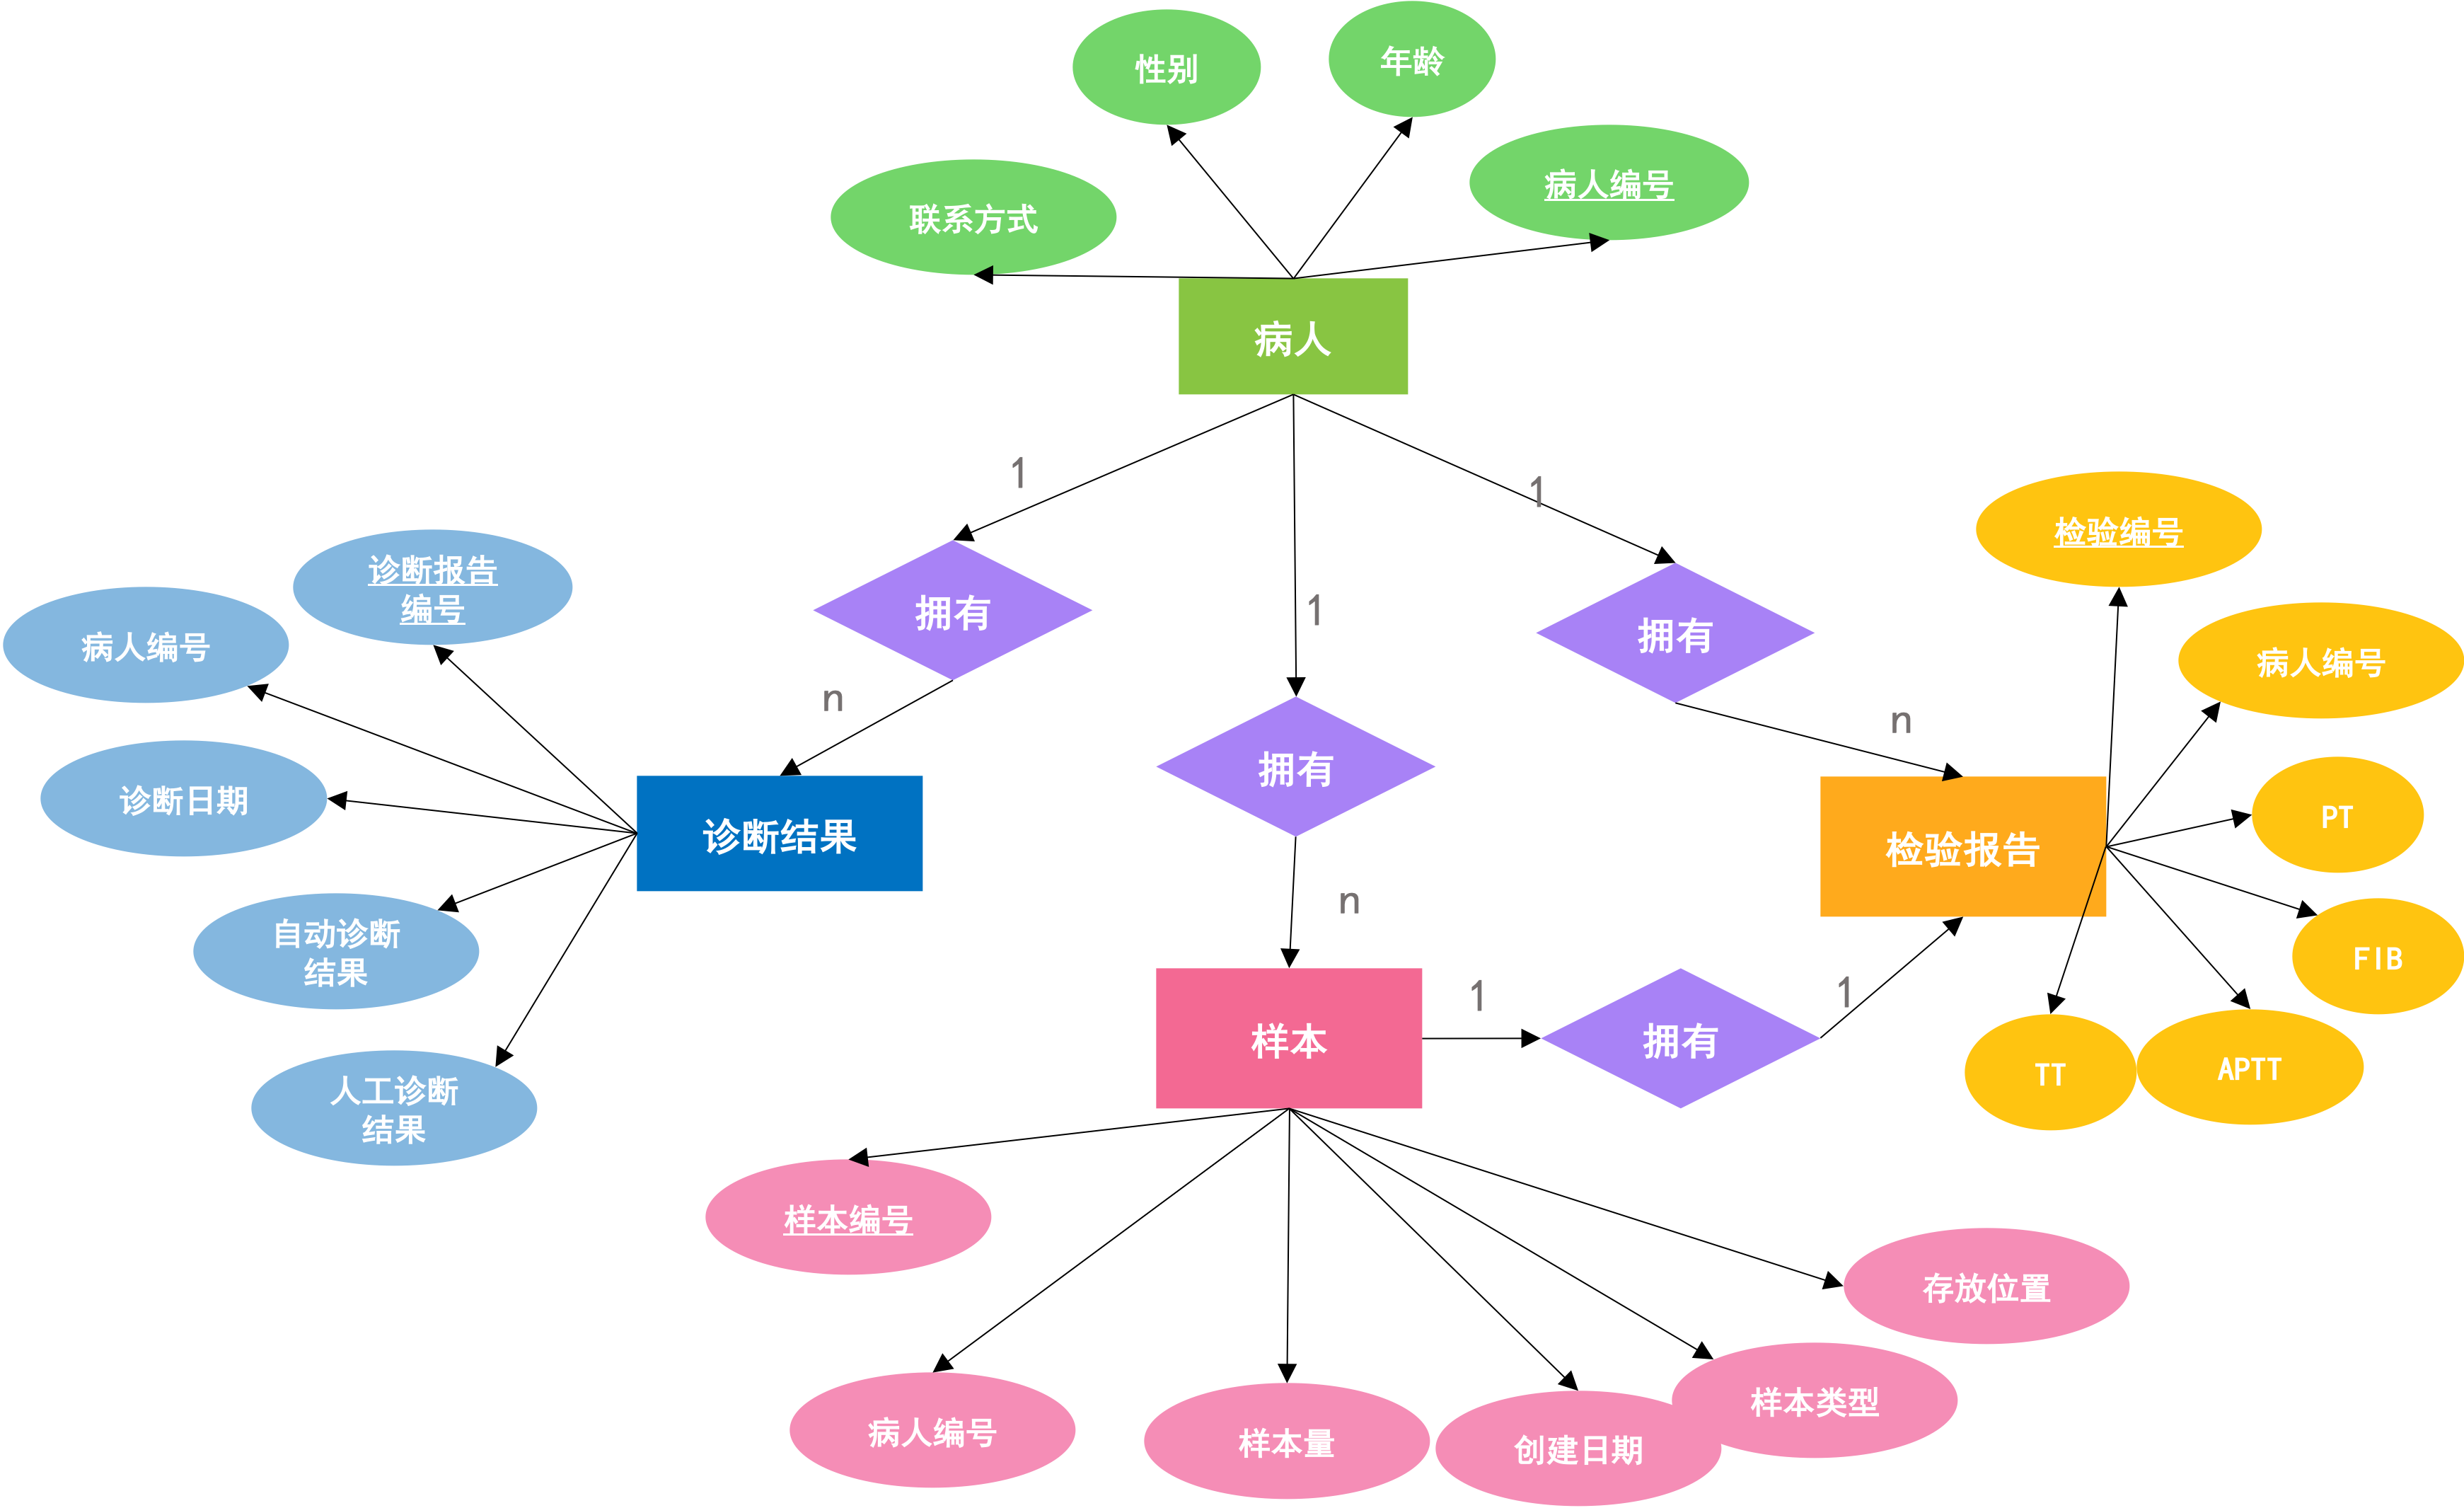 性别
年龄
病人编号
联系方式
病人
1
1
检验编号
诊断报告
编号
病人编号
拥有
1
拥有
病人编号
n
n
诊断日期
拥有
PT
诊断结果
检验报告
n
自动诊断
结果
FIB
1
1
样本
拥有
TT
APTT
人工诊断
结果
样本编号
存放位置
样本类型
病人编号
样本量
创建日期